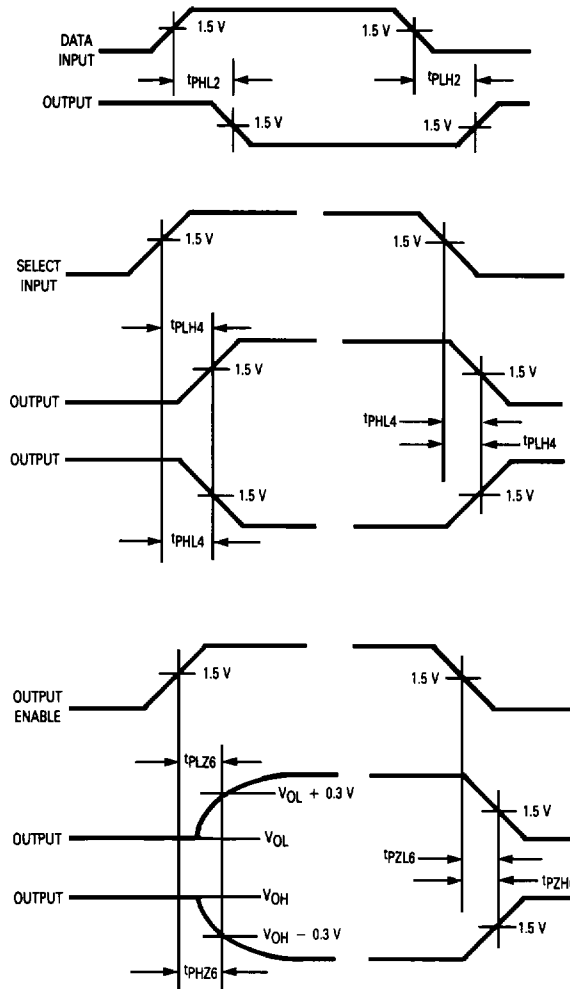 DATA
INPUT
1.5 V
1.5 V
tPHL2
tPLH2
OUTPUT
1.5 V
1.5 V
SELECT
INPUT
1.5 V
1.5 V
tPLH4
OUTPUT
1.5 V
1.5 V
tPHL4
tPLH4
OUTPUT
1.5 V
1.5 V
tPHL4
OUTPUT
ENABLE
1.5 V
1.5 V
tPLZ6
VOL + 0.3 V
1.5 V
OUTPUT
VOL
tPZL6
tPZH
OUTPUT
VOH
VOH − 0.3 V
1.5 V
tPHZ6